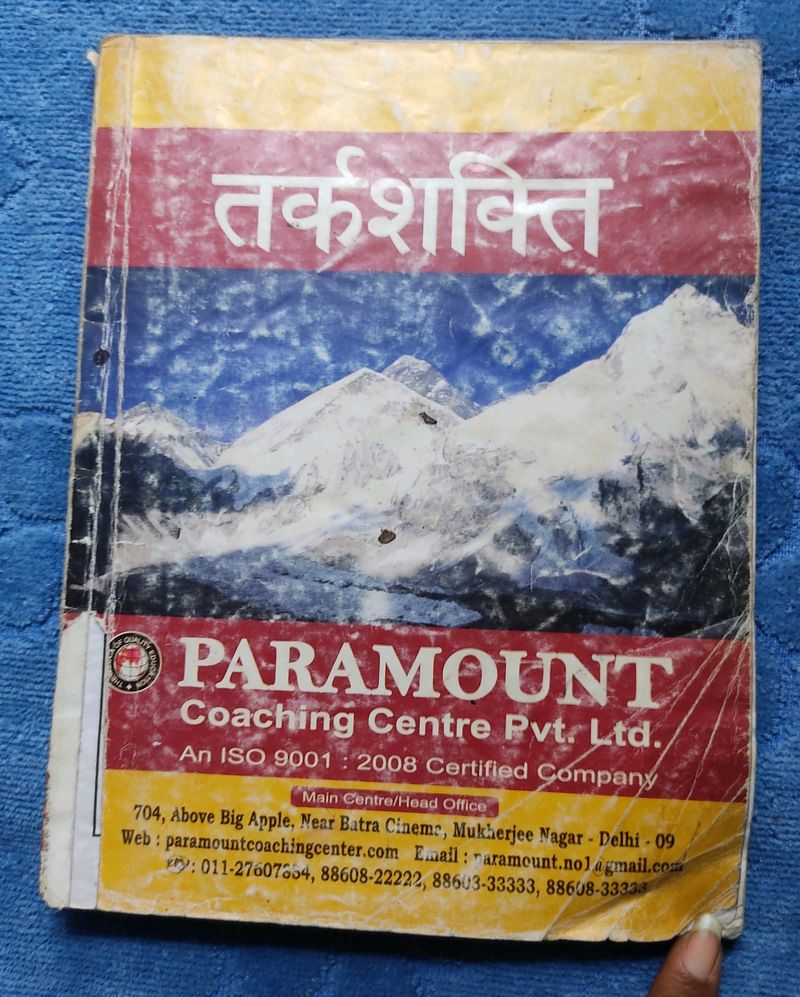 तर्कशक्ति
PARAMOUNT
Coaching Centre Pvt. Ltd.
An ISO 9001 : 2008 Certified Company
Main Centre/Head Office
704, Above Big Apple, Near Batra Cinema, Mukherjee Nagar - Delhi - 09
Web : paramountcoachingcenter.com Email : paramount.no1@gmail.com
011-27607854, 88608-22222, 88603-33333, 88608-33333